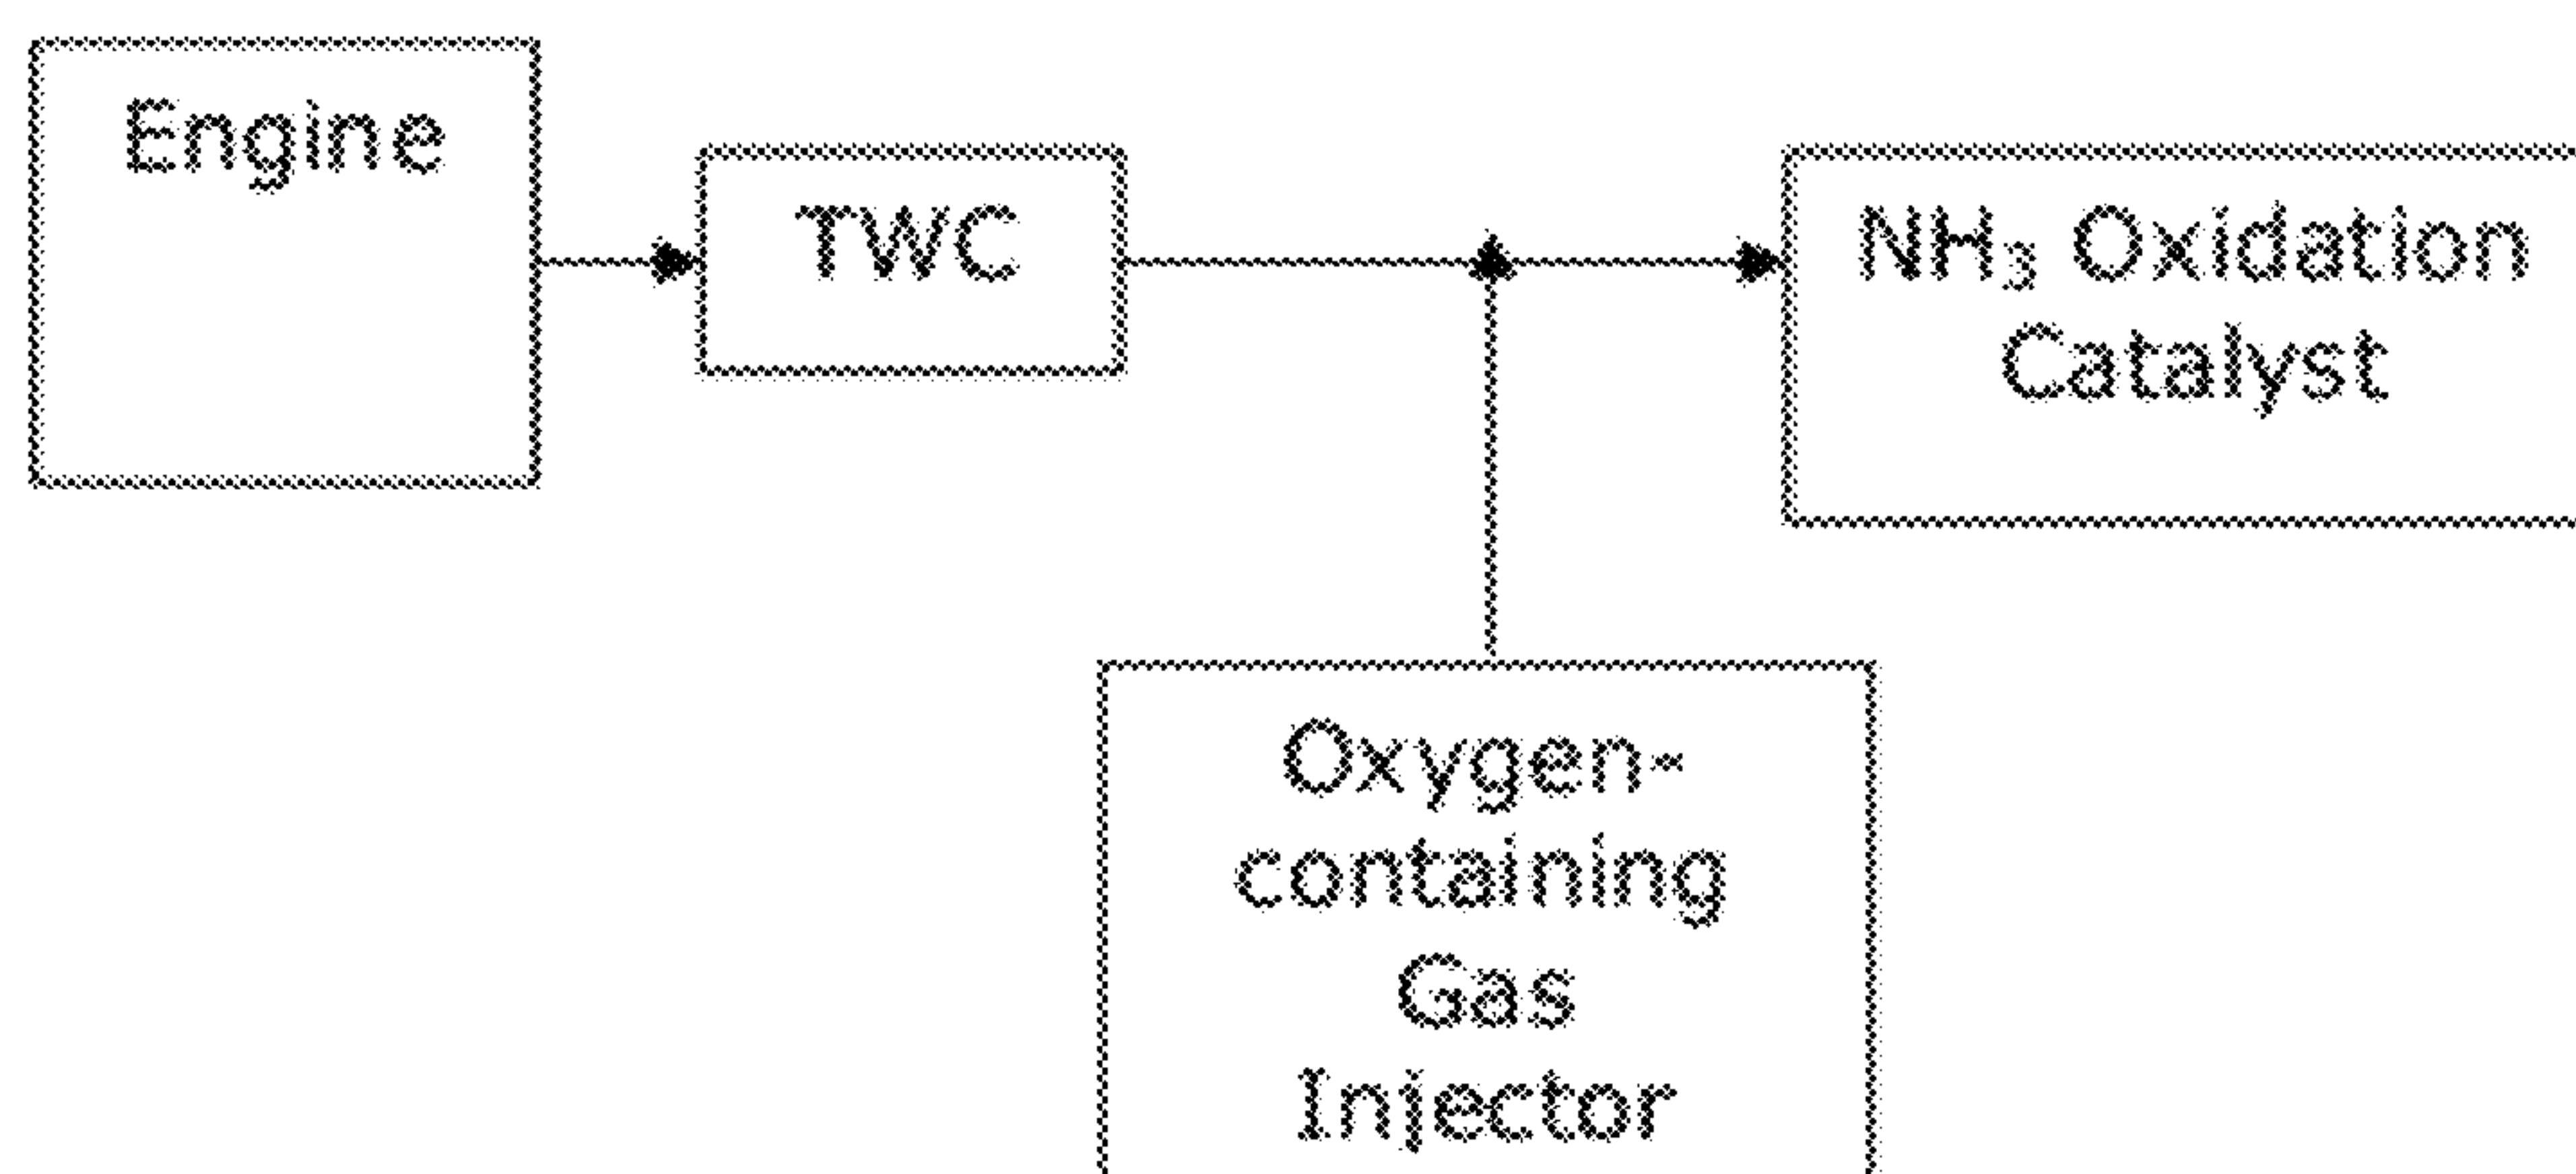 Engine
TWC
NH₃ Oxidation
Catalyst
Oxygen-
containing
Gas
Injector